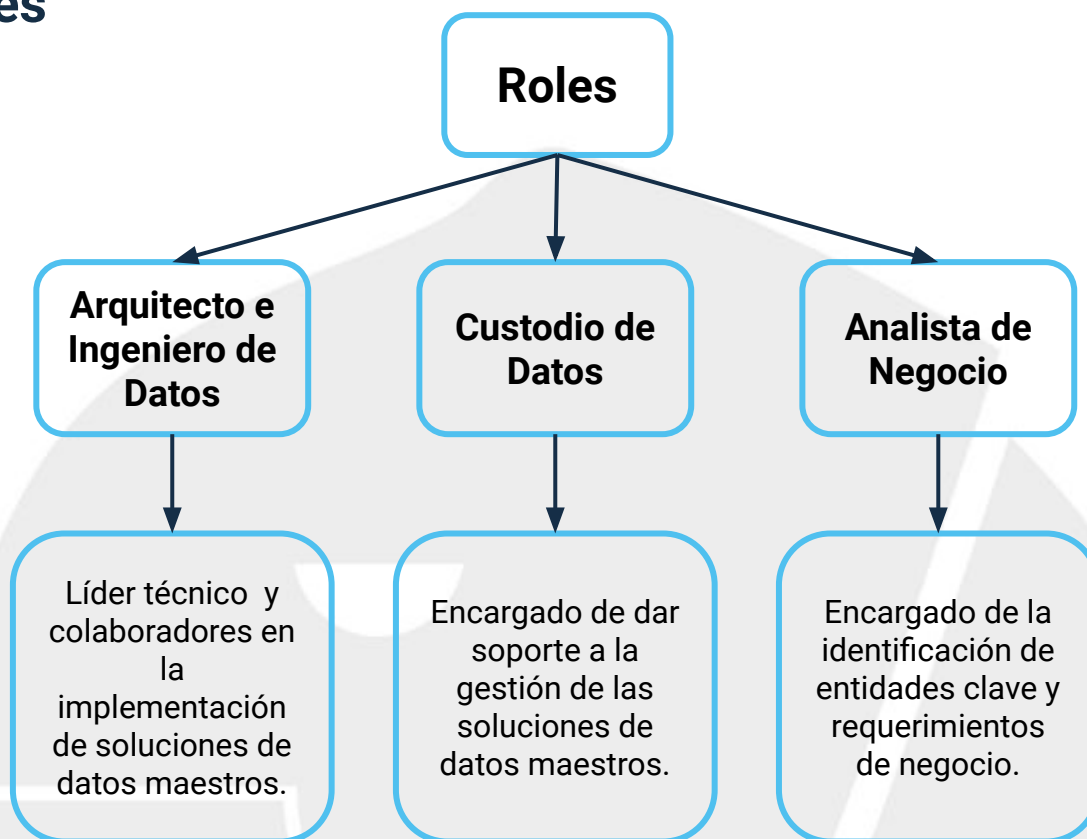 es
Roles
Arquitecto e
Ingeniero de
Datos
Custodio de
Datos
Analista de
Negocio
Líder técnico  y
colaboradores en
la
implementación
de soluciones de
datos maestros.
Encargado de dar
soporte a la
gestión de las
soluciones de
datos maestros.
Encargado de la
identificación de
entidades clave y
requerimientos
de negocio.